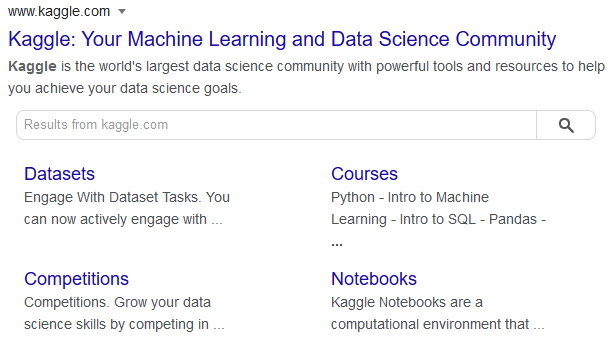 www.kaggle.com
Kaggle: Your Machine Learning and Data Science Community
Kaggle is the world's largest data science community with powerful tools and resources to help
you achieve your data science goals.
Results from kaggle.com
Datasets
Engage With Dataset Tasks. You
can now actively engage with ...
Courses
Python - Intro to Machine
Learning - Intro to SQL - Pandas -
...
Competitions
Competitions. Grow your data
science skills by competing in ...
Notebooks
Kaggle Notebooks are a
computational environment that ...